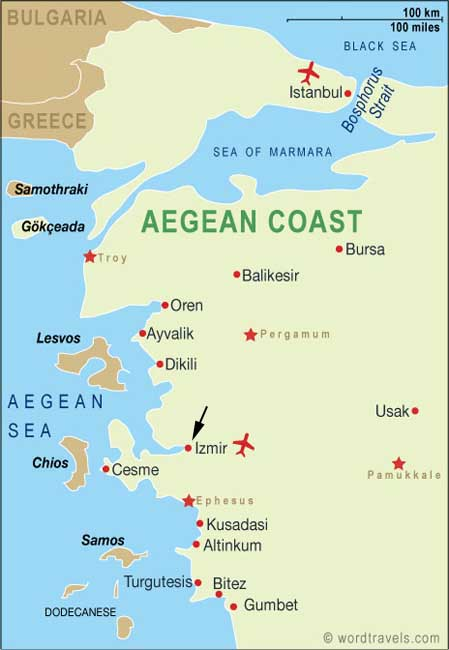 BULGARIA
100 km
100 miles
BLACK SEA
Istanbul
Bosphorus
Strait
GREECE
SEA OF MARMARA
Samothraki
Gökçeada
AEGEAN COAST
Troy
Bursa
Balikesir
Oren
Ayvalik
Pergamum
Lesvos
Dikili
AEGEAN
SEA
Usak
Izmir
Chios
Cesme
Pamukkale
Ephesus
Kusadasi
Samos
Altinkum
Turgutesis
Bitez
DODECANESE
Gumbet
© wordtravels.com